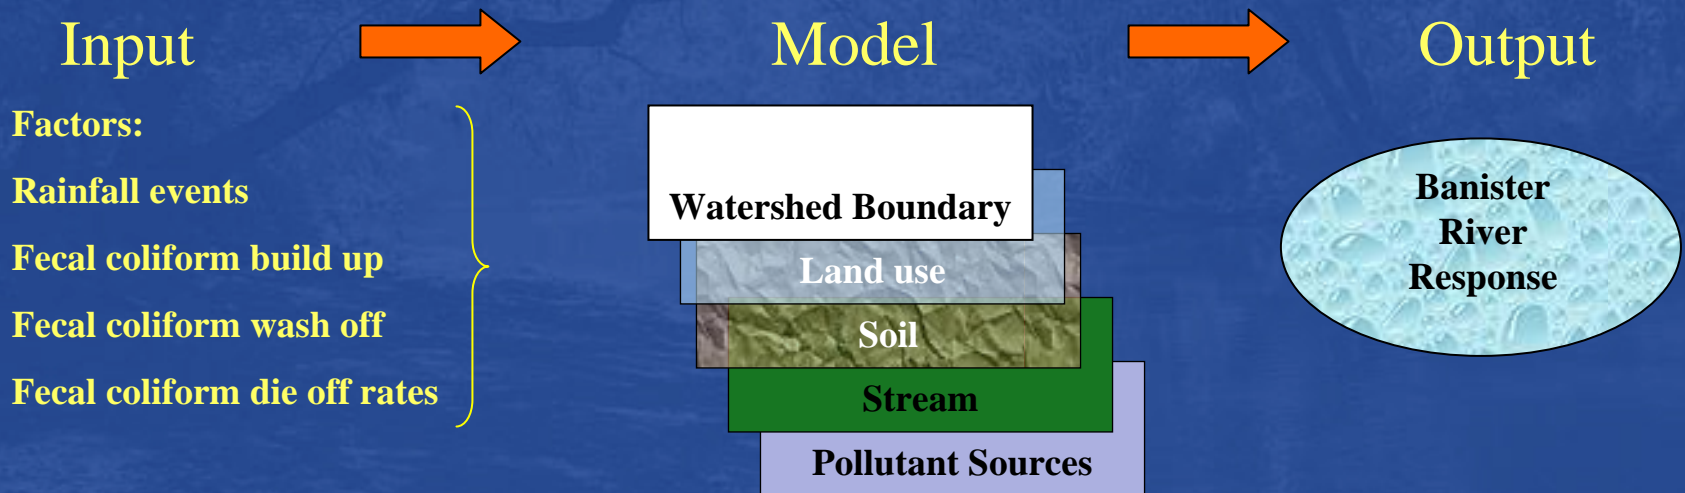 Input
Model
Output
Factors:
Rainfall events
Fecal coliform build up
Fecal coliform wash off
Fecal coliform die off rates
Watershed Boundary
Land use
Soil
Stream
Pollutant Sources
Banister
River
Response